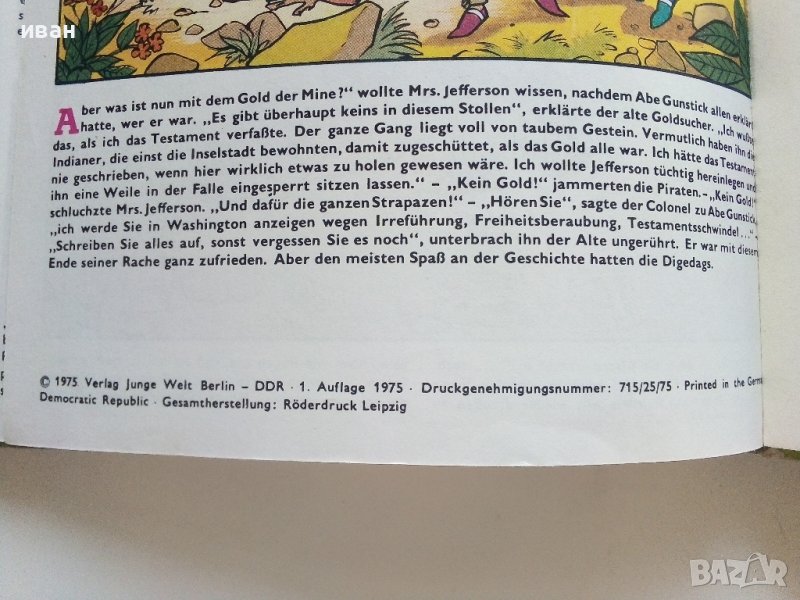 иван
Aber was ist nun mit dem Gold der Mine?" wollte Mrs. Jefferson wissen, nachdem Abe Gunstick allen erklärt
hatte, wer er war. „Es gibt überhaupt keins in diesem Stollen", erklärte der alte Goldsucher. „Ich wußte
das, als ich das Testament verfaßte. Der ganze Gang liegt voll von taubem Gestein. Vermutlich haben ihn die
Indianer, die einst die Inselstadt bewohnten, damit zugeschüttet, als das Gold alle war. Ich hätte das Testament
nie geschrieben, wenn hier wirklich etwas zu holen gewesen wäre. Ich wollte Jefferson tüchtig hereinlegen und
ihn eine Weile in der Falle eingesperrt sitzen lassen." – „Kein Gold!" jammerten die Piraten. – „Kein Gold!"
schluchzte Mrs. Jefferson. „Und dafür die ganzen Strapazen!" – „Hören Sie", sagte der Colonel zu Abe Gunstick,
„ich werde Sie in Washington anzeigen wegen Irreführung, Freiheitsberaubung, Testamentsschwindel..." –
„Schreiben Sie alles auf, sonst vergessen Sie es noch", unterbrach ihn der Alte ungerührt. Er war mit diesem
Ende seiner Rache ganz zufrieden. Aber den meisten Spaß an der Geschichte hatten die Digedags.
© 1975 Verlag Junge Welt Berlin – DDR · 1. Auflage 1975 · Druckgenehmigungsnummer: 715/25/75 · Printed in the
Democratic Republic · Gesamtherstellung: Röderdruck Leipzig
BAZAR